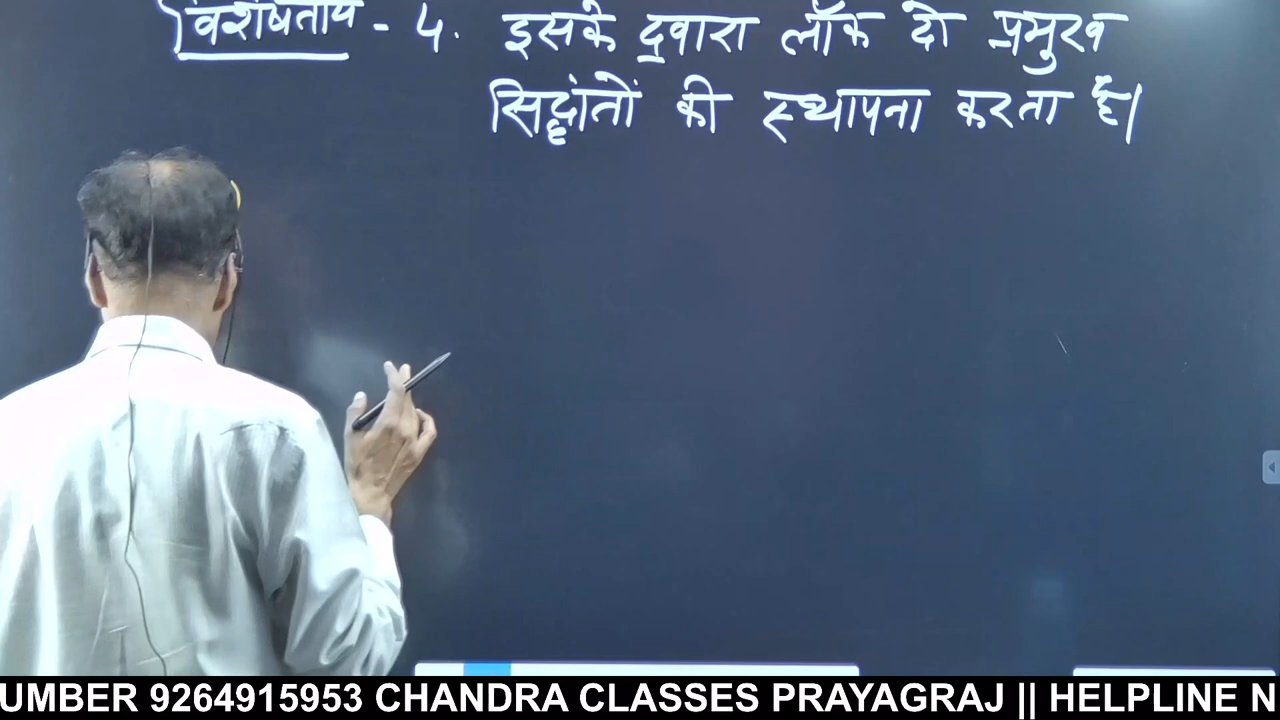 विशेषताएँ - 4. इसके द्वारा लॉक दो प्रमुख
सिद्धांतों की स्थापना करता है।
UMBER 9264915953 CHANDRA CLASSES PRAYAGRAJ || HELPLINE N